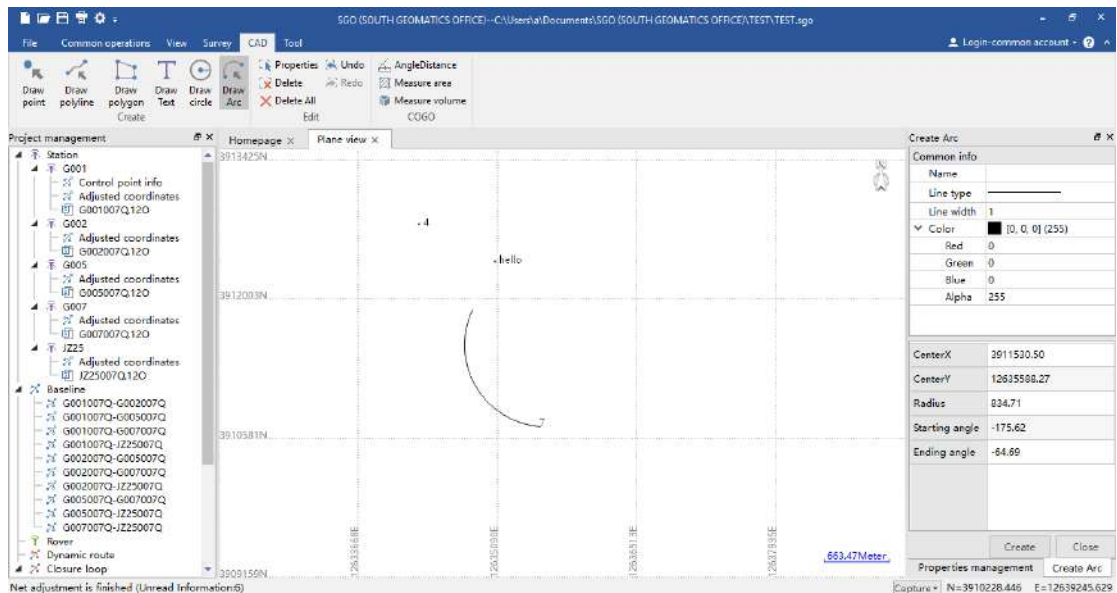 SGO (SOUTH GEOMATICS OFFICE)--C:\Users\a\Documents\SGO (SOUTH GEOMATICS OFFICE)\TEST\TEST.sgo
File Common operations View Survey CAD Tool
Login-common account
Draw point
Draw polyline
Draw polygon
Draw Text
Draw circle
Draw Arc
Create
Properties Undo
Delete Redo
Delete All
Edit
AngleDistance
Measure area
Measure volume
COGO
Project management
Station
G001
Control point info
Adjusted coordinates
G001007Q.12O
G002
Adjusted coordinates
G002007Q.12O
G005
Adjusted coordinates
G005007Q.12O
G007
Adjusted coordinates
G007007Q.12O
JZ25
Adjusted coordinates
JZ25007Q.12O
Baseline
G001007Q-G002007Q
G001007Q-G005007Q
G001007Q-G007007Q
G001007Q-JZ25007Q
G002007Q-G005007Q
G002007Q-G007007Q
G002007Q-JZ25007Q
G005007Q-G007007Q
G005007Q-JZ25007Q
G007007Q-JZ25007Q
Rover
Dynamic route
Closure loop
Homepage × Plane view ×
3913425N
4
hello
3912003N
3910581N
3909159N
12633668E
12635090E
12636513E
12637935E
663.47Meter
Create Arc
Common info
Name
Line type
Line width 1
Color [0, 0, 0] (255)
Red 0
Green 0
Blue 0
Alpha 255
CenterX 3911530.50
CenterY 12635588.27
Radius 834.71
Starting angle -175.62
Ending angle -64.69
Create Close
Properties management Create Arc
Net adjustment is finished (Unread Information:6)
Capture N=3910228.446 E=12639245.629